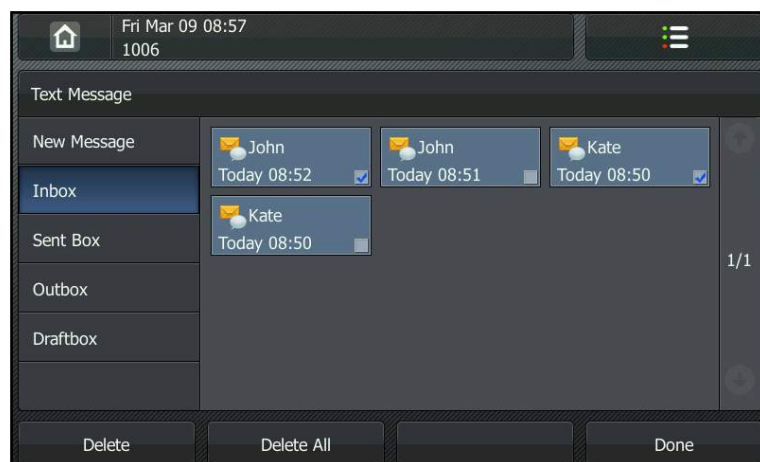 Fri Mar 09 08:57
1006
Text Message
New Message
Inbox
Sent Box
Outbox
Draftbox
John
Today 08:52
John
Today 08:51
Kate
Today 08:50
Kate
Today 08:50
1/1
Delete
Delete All
Done